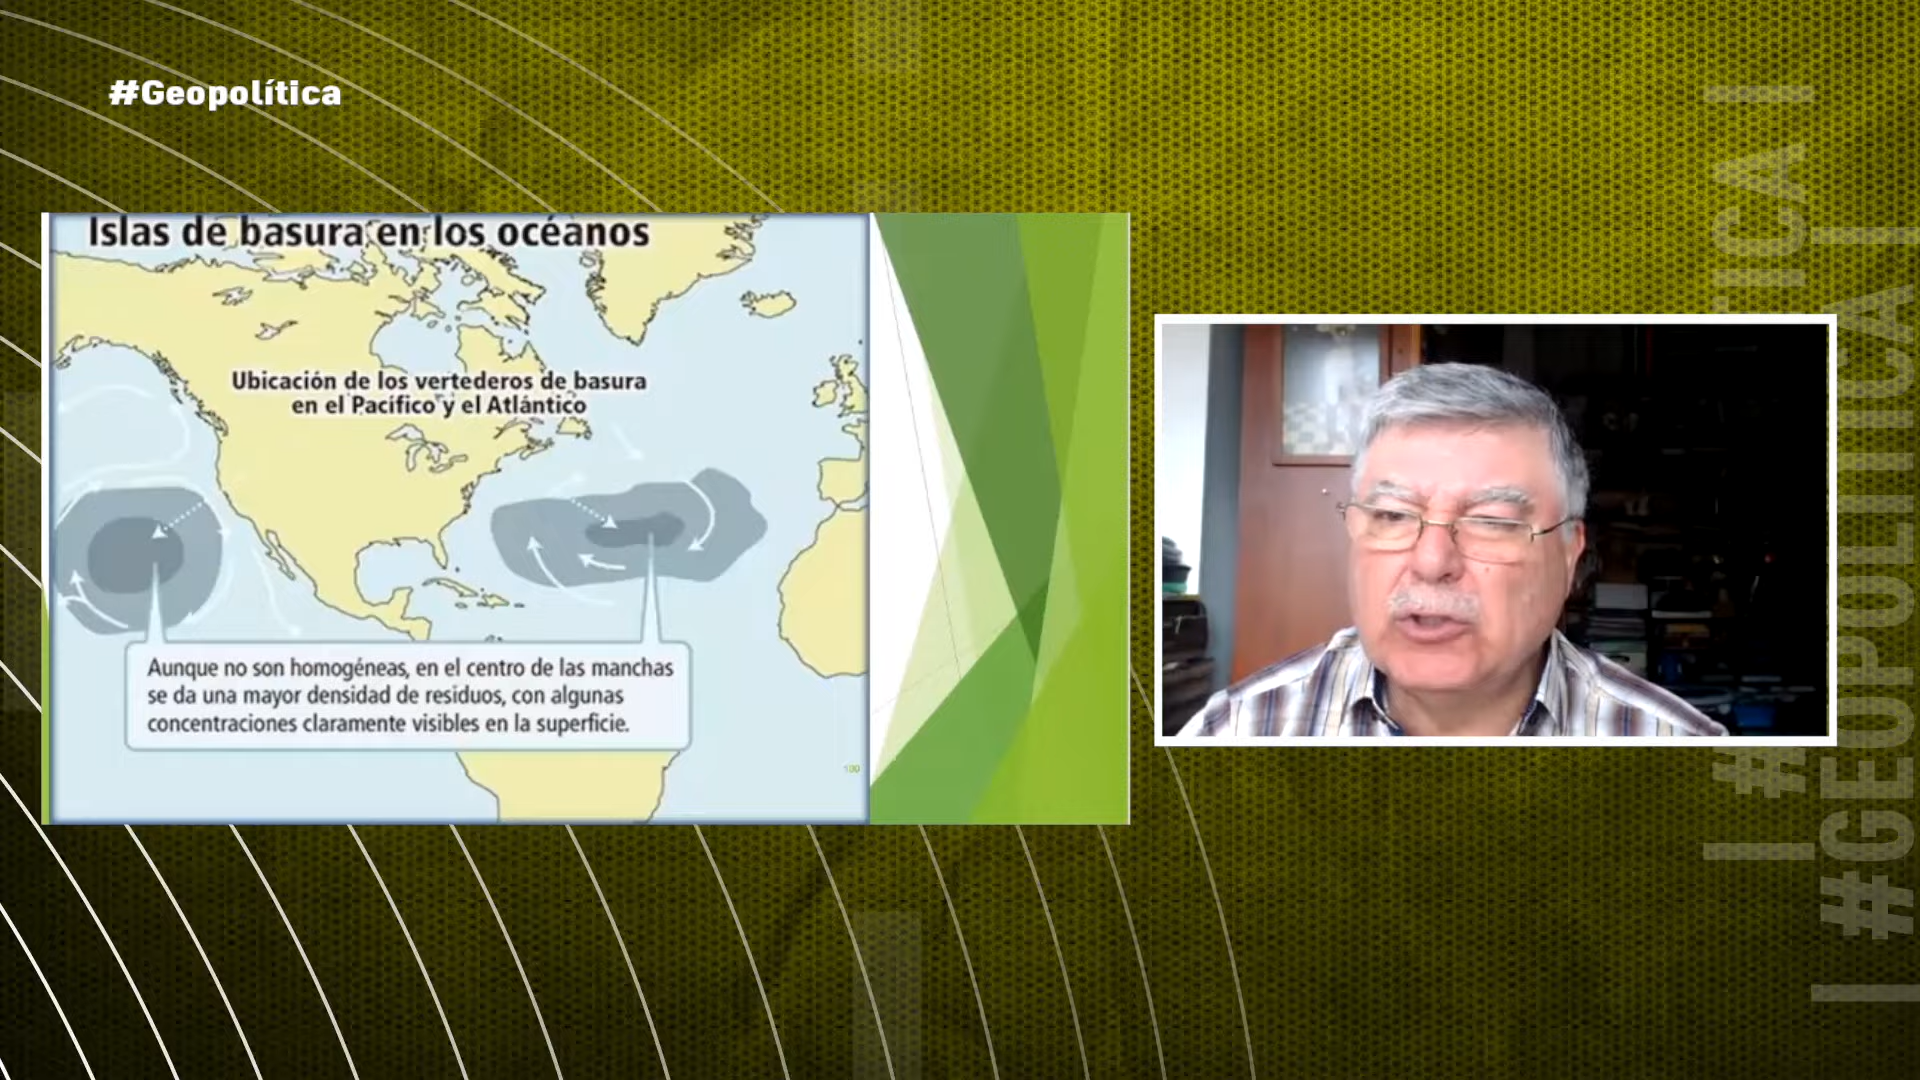 #Geopolítica
Islas de basura en los océanos
Ubicación de los vertederos de basura
en el Pacífico y el Atlántico
Aunque no son homogéneas, en el centro de las manchas
se da una mayor densidad de residuos, con algunas
concentraciones claramente visibles en la superficie.
100
| #GEOPOLITICA |
| #
TICA |